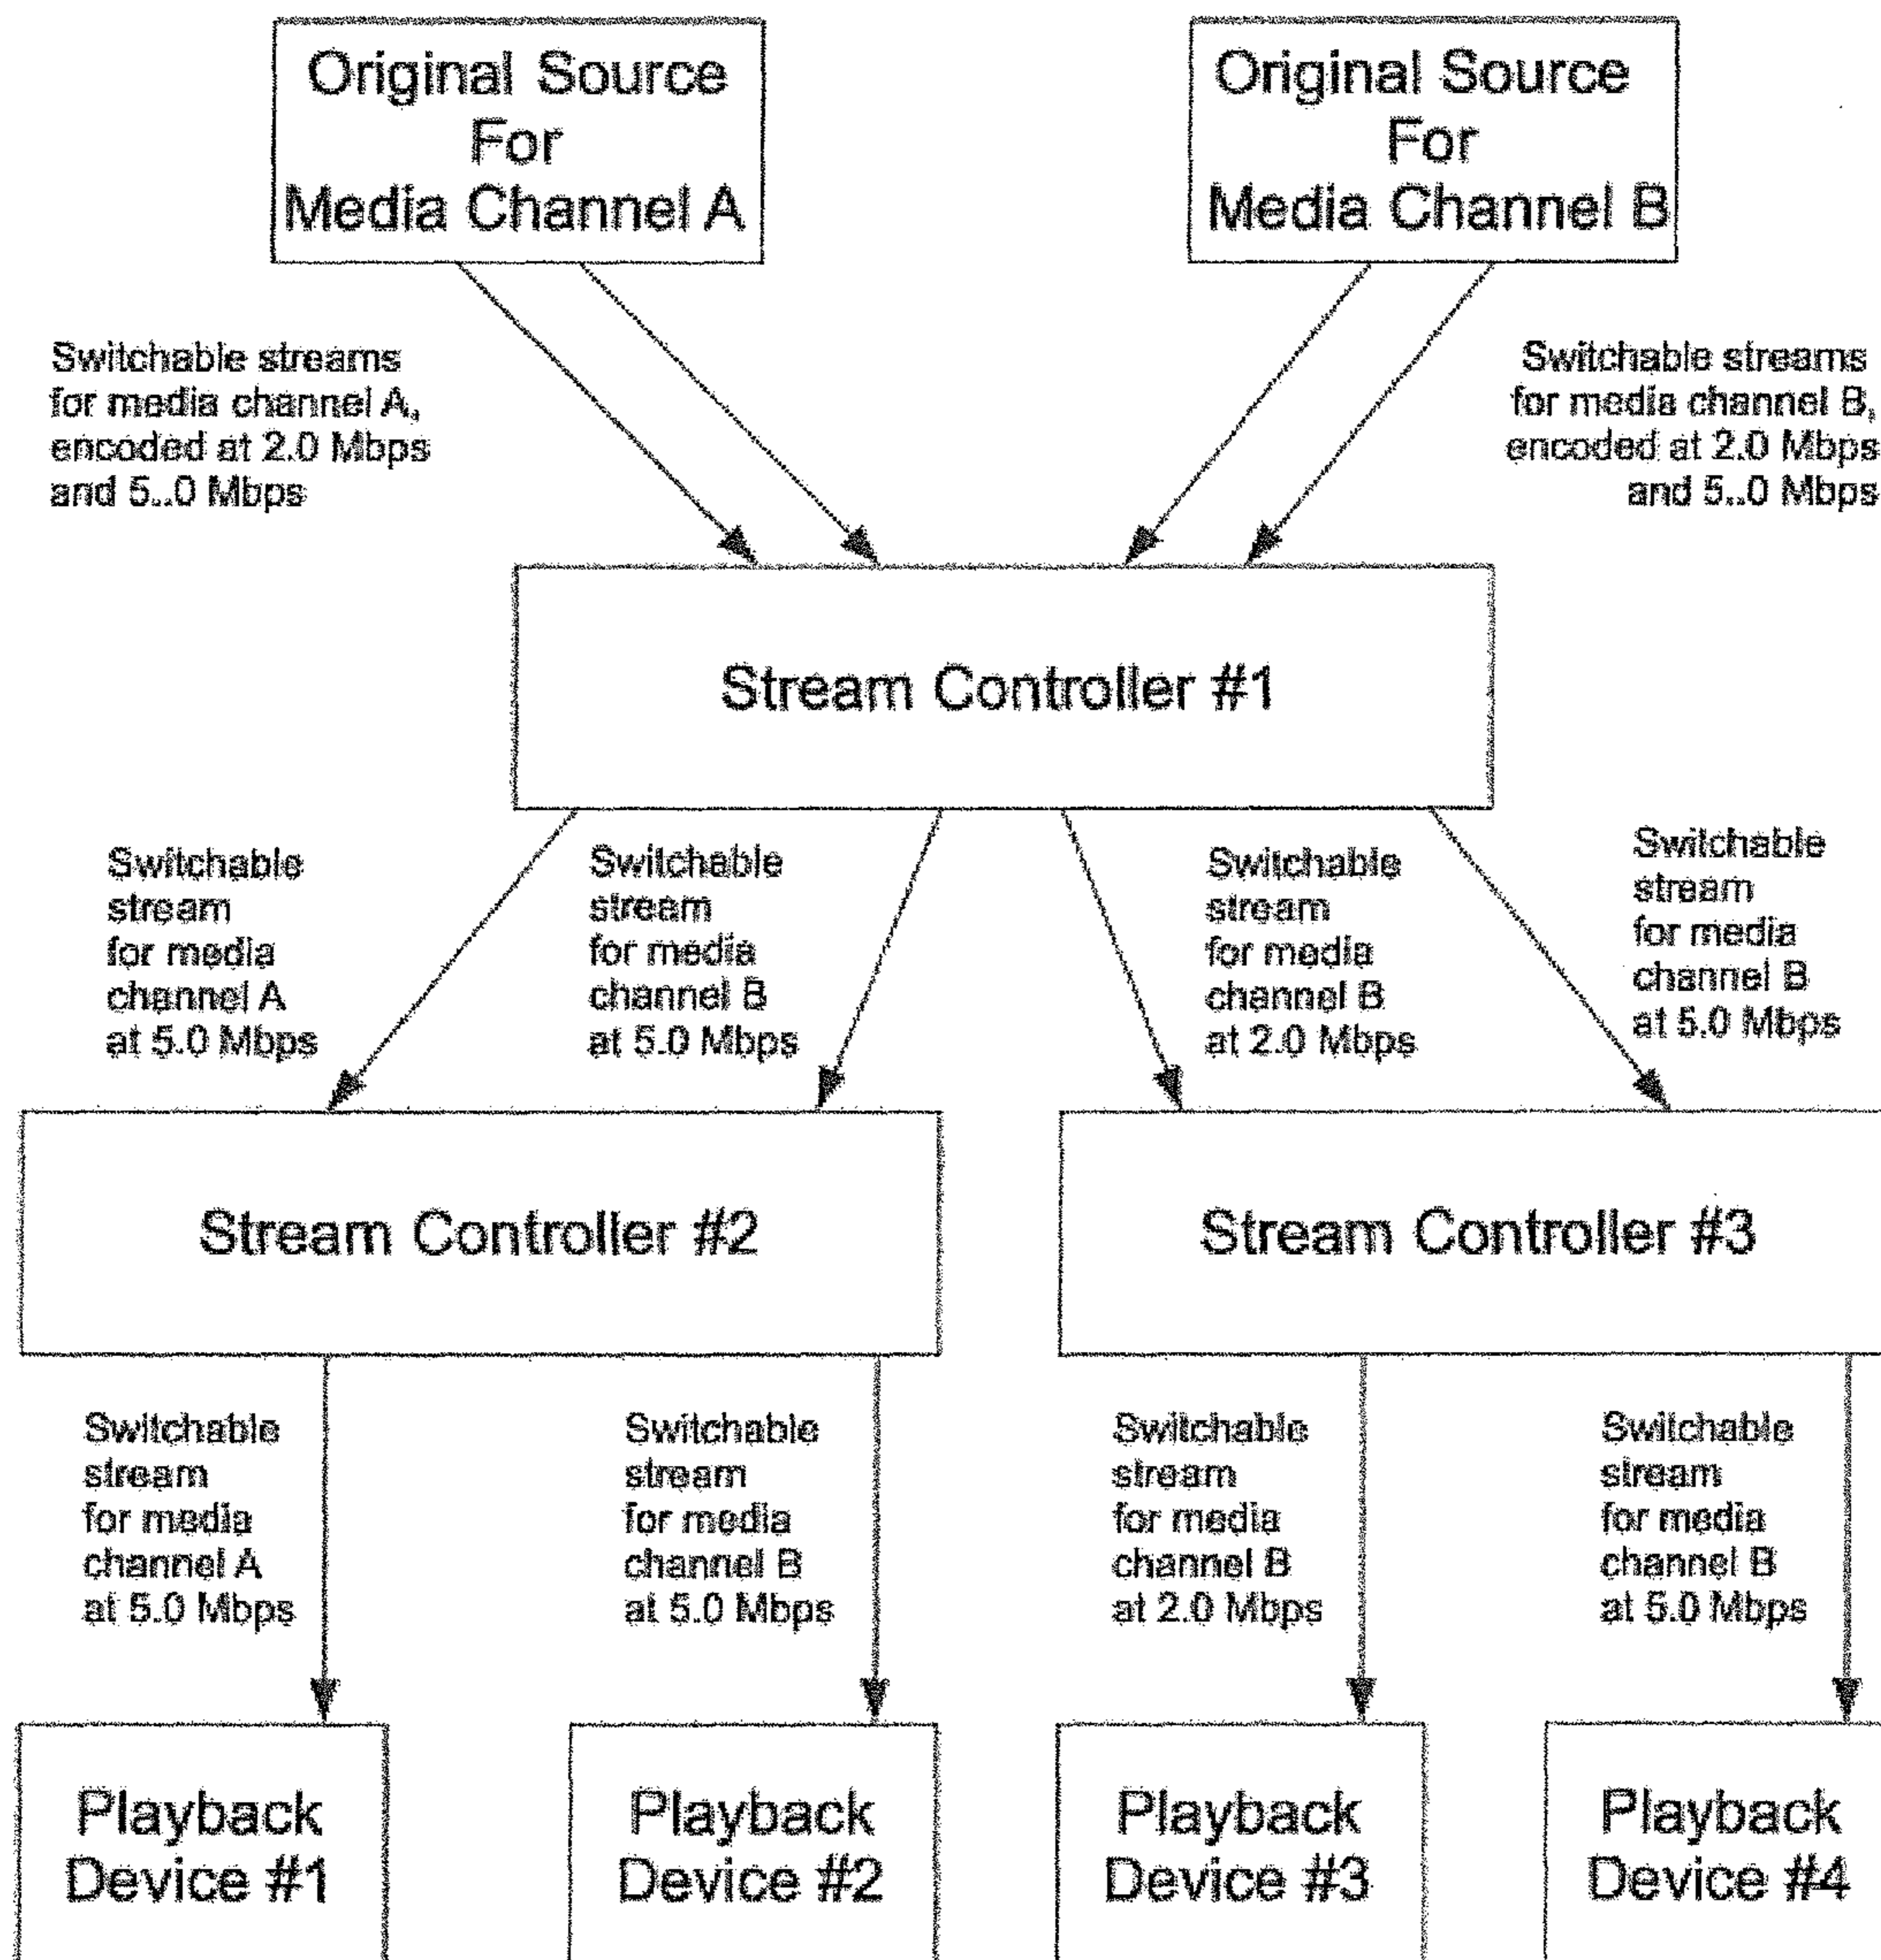 Original Source
For
Media Channel A
Original Source
For
Media Channel B
Switchable streams
for media channel A,
encoded at 2.0 Mbps
and 5..0 Mbps
Switchable streams
for media channel B,
encoded at 2.0 Mbps
and 5..0 Mbps
Stream Controller #1
Switchable
stream
for media
channel A
at 5.0 Mbps
Switchable
stream
for media
channel B
at 5.0 Mbps
Switchable
stream
for media
channel B
at 2.0 Mbps
Switchable
stream
for media
channel B
at 5.0 Mbps
Stream Controller #2
Stream Controller #3
Switchable
stream
for media
channel A
at 5.0 Mbps
Switchable
stream
for media
channel B
at 5.0 Mbps
Switchable
stream
for media
channel B
at 2.0 Mbps
Switchable
stream
for media
channel B
at 5.0 Mbps
Playback
Device #1
Playback
Device #2
Playback
Device #3
Playback
Device #4